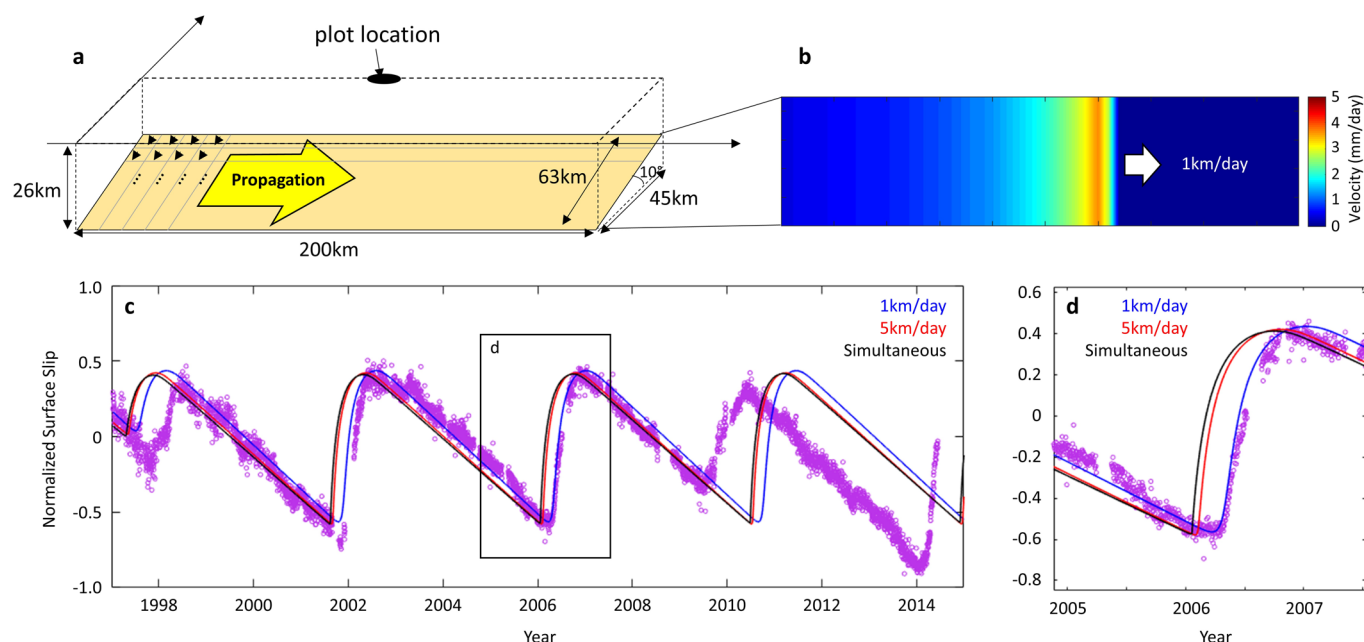 a
plot location
26km
Propagation
63km
10°
45km
200km
b
1km/day
5
4
3
2
1
0
Velocity (mm/day)
c
1km/day
5km/day
Simultaneous
d
1.0
0.5
0
-0.5
-1.0
Normalized Surface Slip
1998
2000
2002
2004
2006
2008
2010
2012
2014
Year
d
1km/day
5km/day
Simultaneous
0.6
0.4
0.2
0
-0.2
-0.4
-0.6
-0.8
2005
2006
2007
Year